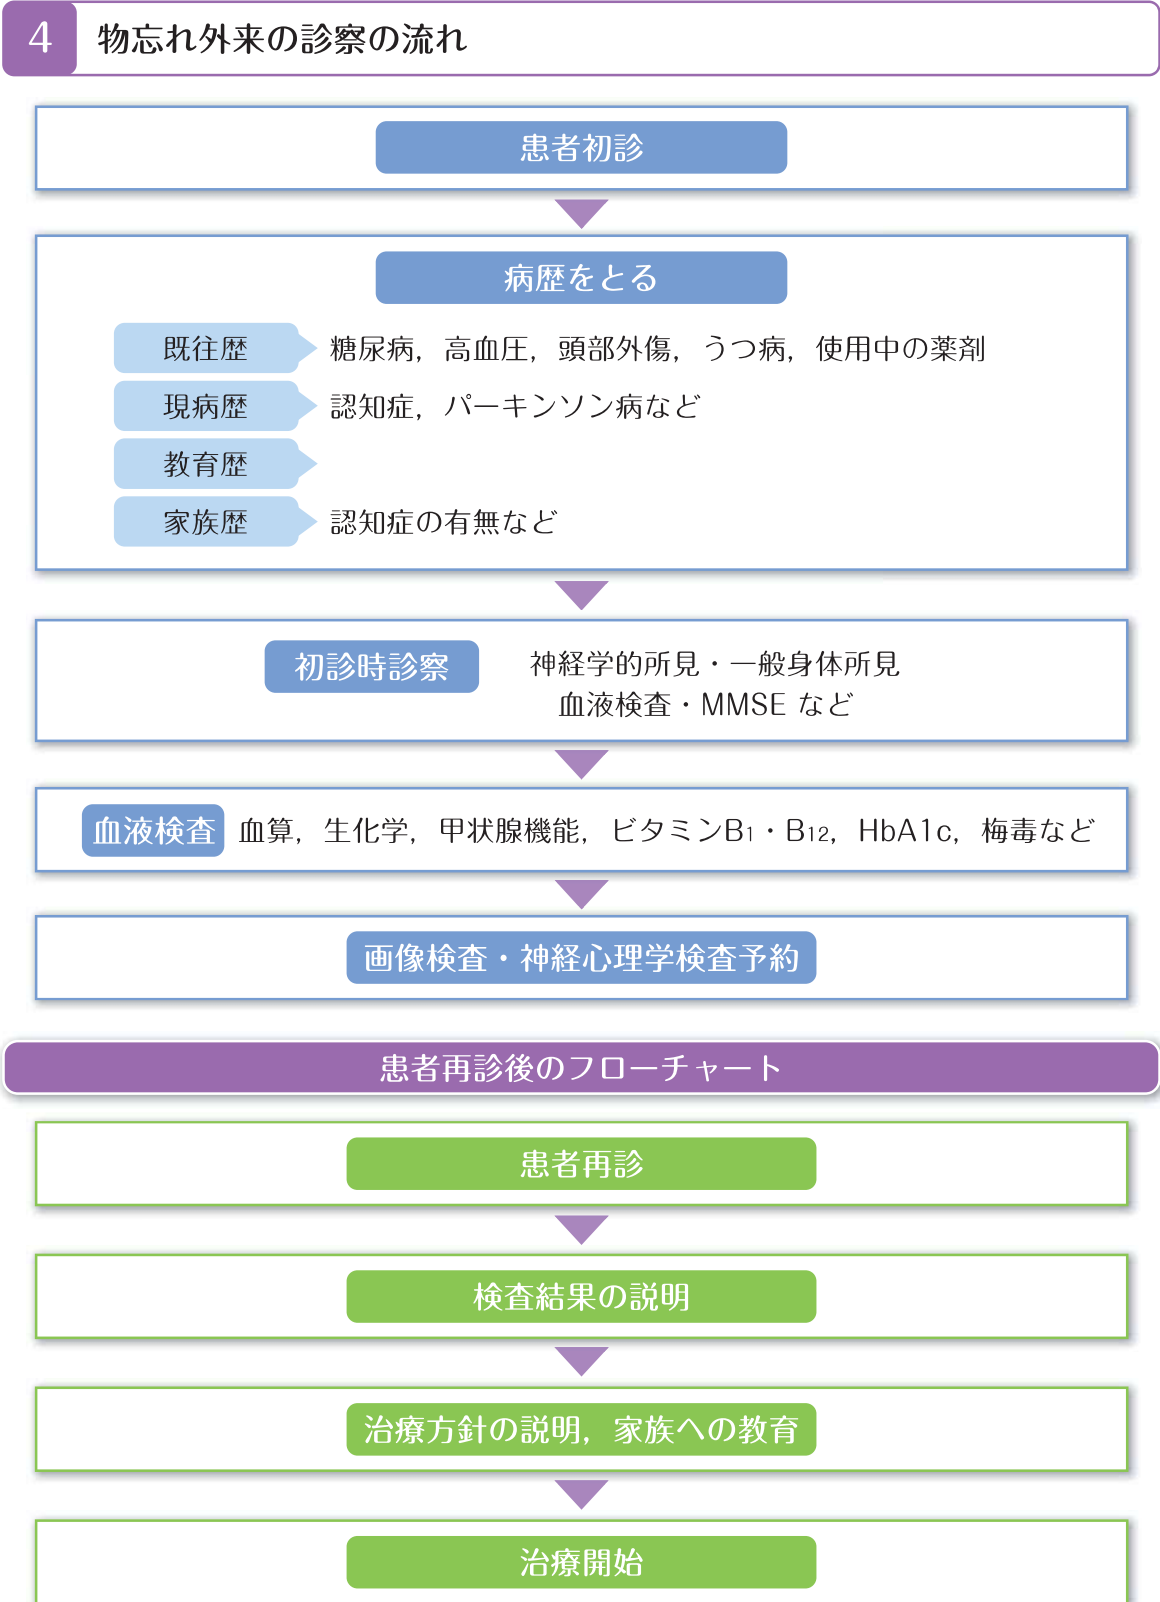 4 物忘れ外来の診察の流れ
患者初診
病歴をとる
既往歴 糖尿病，高血圧，頭部外傷，うつ病，使用中の薬剤
現病歴 認知症，パーキンソン病など
教育歴
家族歴 認知症の有無など
初診時診察 神経学的所見・一般身体所見
血液検査・MMSE など
血液検査 血算，生化学，甲状腺機能，ビタミンB1・B12，HbA1c，梅毒など
画像検査・神経心理学検査予約
患者再診後のフローチャート
患者再診
検査結果の説明
治療方針の説明，家族への教育
治療開始